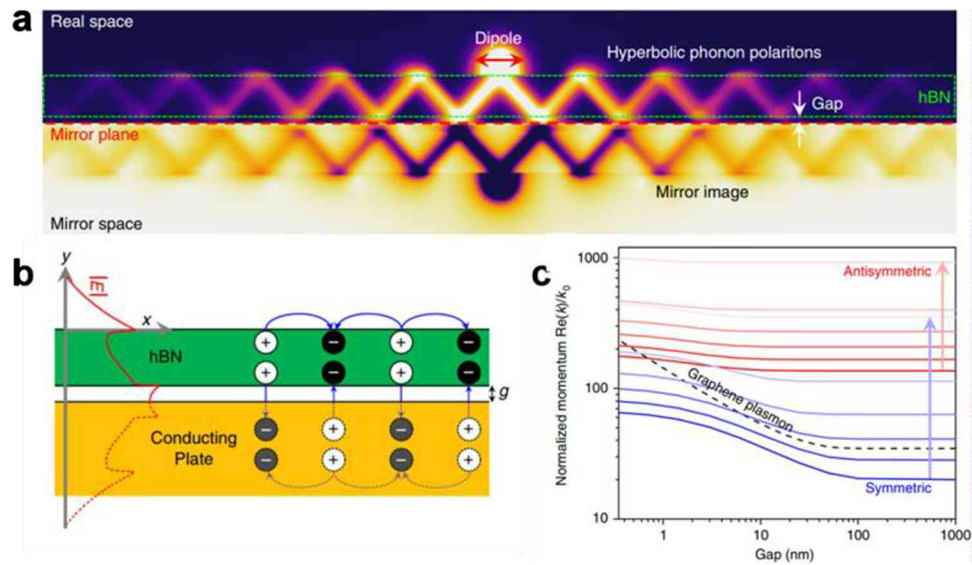 a
Real space
Dipole
Hyperbolic phonon polaritons
hBN
Gap
Mirror plane
Mirror image
Mirror space
b
y
|E|
x
hBN
+ − + −
+ − + −
g
Conducting
Plate
− + − +
− + − +
c
Normalized momentum Re(k)/k₀
1000
100
10
Antisymmetric
Graphene plasmon
Symmetric
1 10 100 1000
Gap (nm)